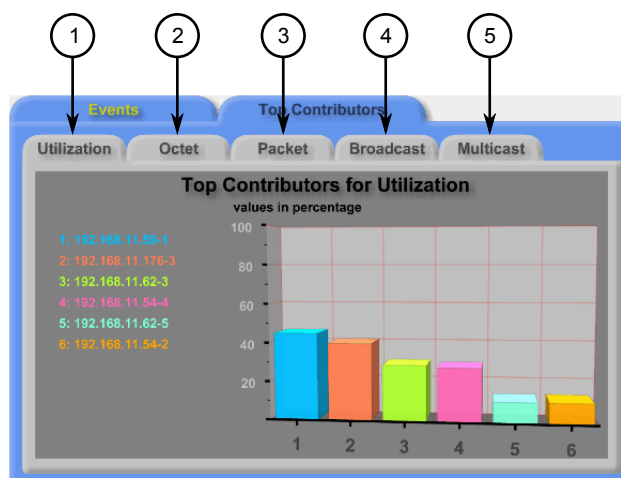 1 2 3 4 5
Events Top Contributors
Utilization Octet Packet Broadcast Multicast
Top Contributors for Utilization
values in percentage
1: 192.168.11.59-1
2: 192.168.11.176-3
3: 192.168.11.62-3
4: 192.168.11.54-4
5: 192.168.11.62-5
6: 192.168.11.54-2
100
80
60
40
20
1 2 3 4 5 6